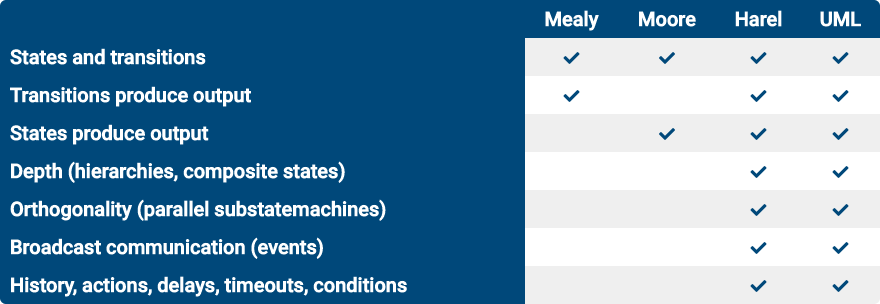 Mealy Moore Harel UML
States and transitions ✓ ✓ ✓ ✓
Transitions produce output ✓ ✓ ✓
States produce output ✓ ✓ ✓
Depth (hierarchies, composite states) ✓ ✓
Orthogonality (parallel substatemachines) ✓ ✓
Broadcast communication (events) ✓ ✓
History, actions, delays, timeouts, conditions ✓ ✓